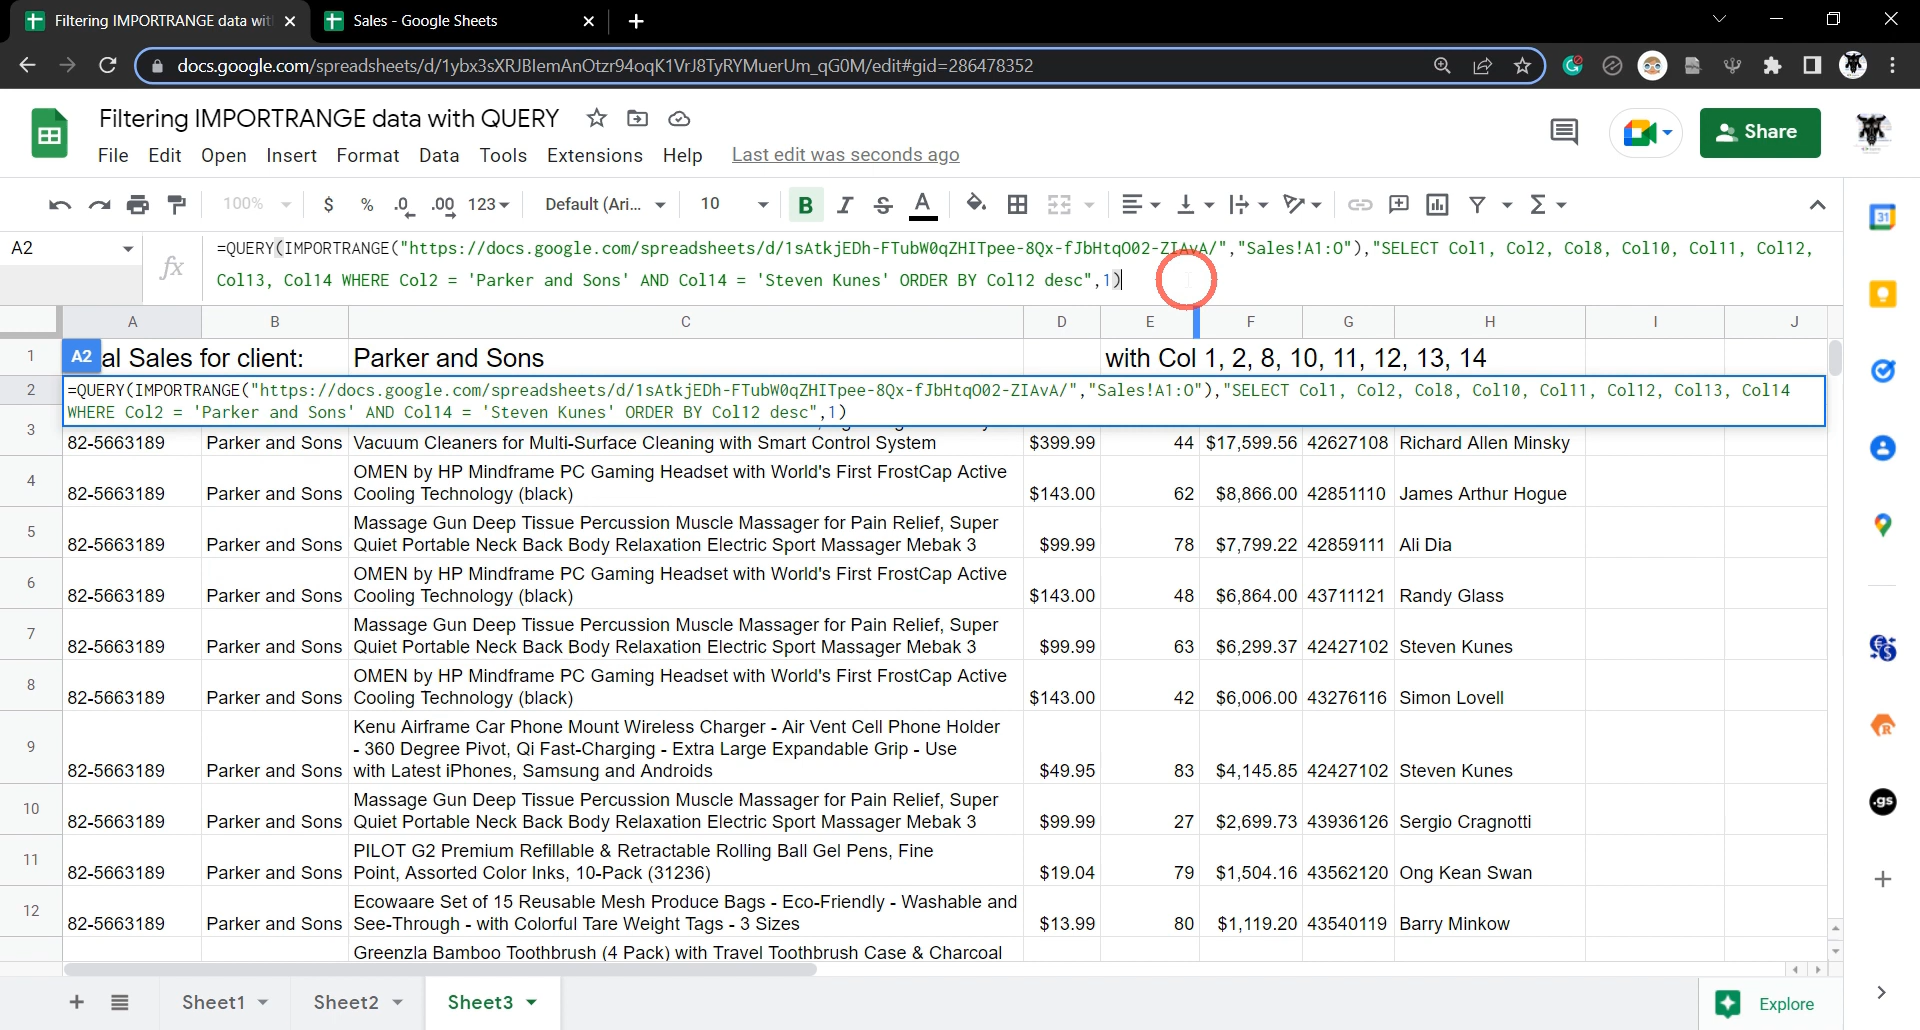 Filtering IMPORTRANGE data wit
Sales - Google Sheets
docs.google.com/spreadsheets/d/1ybx3sXRJBIemAnOtzr94oqK1VrJ8TyRYMuerUm_qG0M/edit#gid=286478352
Filtering IMPORTRANGE data with QUERY
Share
File Edit Open Insert Format Data Tools Extensions Help Last edit was seconds ago
100% $ % .0 .00 123 Default (Ari... 10 B I S A
31
A2
=QUERY(IMPORTRANGE("https://docs.google.com/spreadsheets/d/1sAtkjEDh-FTubW0qZHITpee-8Qx-fJbHtqO02-ZIAvA/","Sales!A1:O"),"SELECT Col1, Col2, Col8, Col10, Col11, Col12,
Col13, Col14 WHERE Col2 = 'Parker and Sons' AND Col14 = 'Steven Kunes' ORDER BY Col12 desc",1)
A B C D E F G H I J
1 A2 al Sales for client: Parker and Sons with Col 1, 2, 8, 10, 11, 12, 13, 14
2 =QUERY(IMPORTRANGE("https://docs.google.com/spreadsheets/d/1sAtkjEDh-FTubW0qZHITpee-8Qx-fJbHtqO02-ZIAvA/","Sales!A1:O"),"SELECT Col1, Col2, Col8, Col10, Col11, Col12, Col13, Col14
WHERE Col2 = 'Parker and Sons' AND Col14 = 'Steven Kunes' ORDER BY Col12 desc",1)
3 82-5663189 Parker and Sons Vacuum Cleaners for Multi-Surface Cleaning with Smart Control System $399.99 44 $17,599.56 42627108 Richard Allen Minsky
4 OMEN by HP Mindframe PC Gaming Headset with World's First FrostCap Active
82-5663189 Parker and Sons Cooling Technology (black) $143.00 62 $8,866.00 42851110 James Arthur Hogue
5 Massage Gun Deep Tissue Percussion Muscle Massager for Pain Relief, Super
82-5663189 Parker and Sons Quiet Portable Neck Back Body Relaxation Electric Sport Massager Mebak 3 $99.99 78 $7,799.22 42859111 Ali Dia
6 OMEN by HP Mindframe PC Gaming Headset with World's First FrostCap Active
82-5663189 Parker and Sons Cooling Technology (black) $143.00 48 $6,864.00 43711121 Randy Glass
7 Massage Gun Deep Tissue Percussion Muscle Massager for Pain Relief, Super
82-5663189 Parker and Sons Quiet Portable Neck Back Body Relaxation Electric Sport Massager Mebak 3 $99.99 63 $6,299.37 42427102 Steven Kunes
8 OMEN by HP Mindframe PC Gaming Headset with World's First FrostCap Active
82-5663189 Parker and Sons Cooling Technology (black) $143.00 42 $6,006.00 43276116 Simon Lovell
Kenu Airframe Car Phone Mount Wireless Charger - Air Vent Cell Phone Holder
9 - 360 Degree Pivot, Qi Fast-Charging - Extra Large Expandable Grip - Use
82-5663189 Parker and Sons with Latest iPhones, Samsung and Androids $49.95 83 $4,145.85 42427102 Steven Kunes
10 Massage Gun Deep Tissue Percussion Muscle Massager for Pain Relief, Super
82-5663189 Parker and Sons Quiet Portable Neck Back Body Relaxation Electric Sport Massager Mebak 3 $99.99 27 $2,699.73 43936126 Sergio Cragnotti
11 PILOT G2 Premium Refillable & Retractable Rolling Ball Gel Pens, Fine
82-5663189 Parker and Sons Point, Assorted Color Inks, 10-Pack (31236) $19.04 79 $1,504.16 43562120 Ong Kean Swan
12 Ecowaare Set of 15 Reusable Mesh Produce Bags - Eco-Friendly - Washable and
82-5663189 Parker and Sons See-Through - with Colorful Tare Weight Tags - 3 Sizes $13.99 80 $1,119.20 43540119 Barry Minkow
Greenzla Bamboo Toothbrush (4 Pack) with Travel Toothbrush Case & Charcoal
.gs
Sheet1 Sheet2 Sheet3 Explore